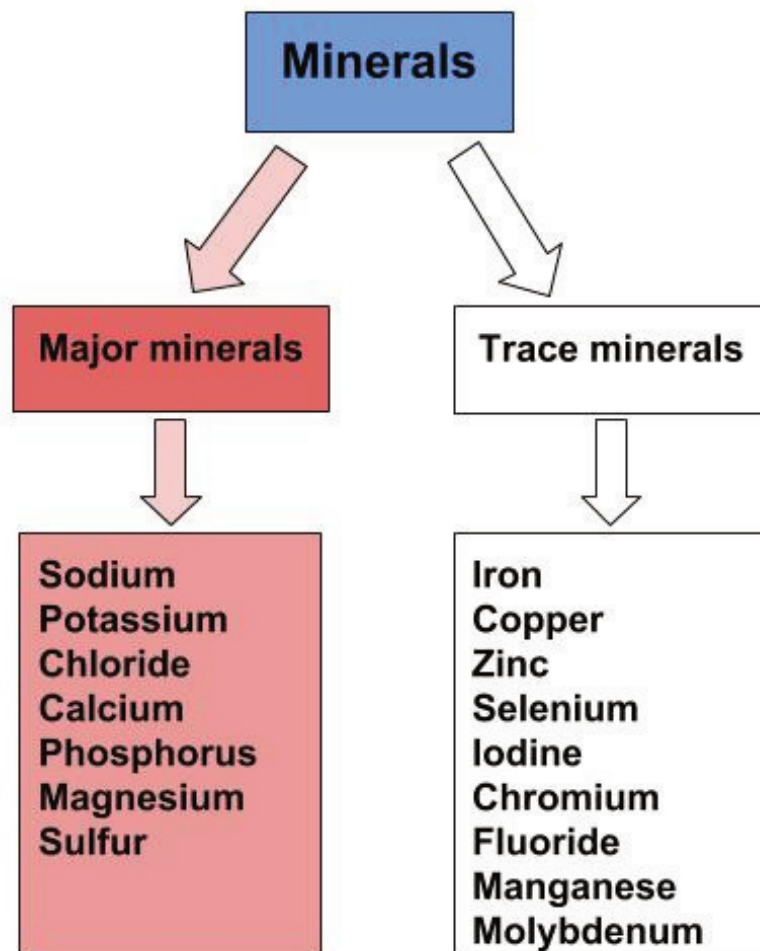 Minerals
Major minerals
Trace minerals
Sodium
Potassium
Chloride
Calcium
Phosphorus
Magnesium
Sulfur
Iron
Copper
Zinc
Selenium
Iodine
Chromium
Fluoride
Manganese
Molybdenum